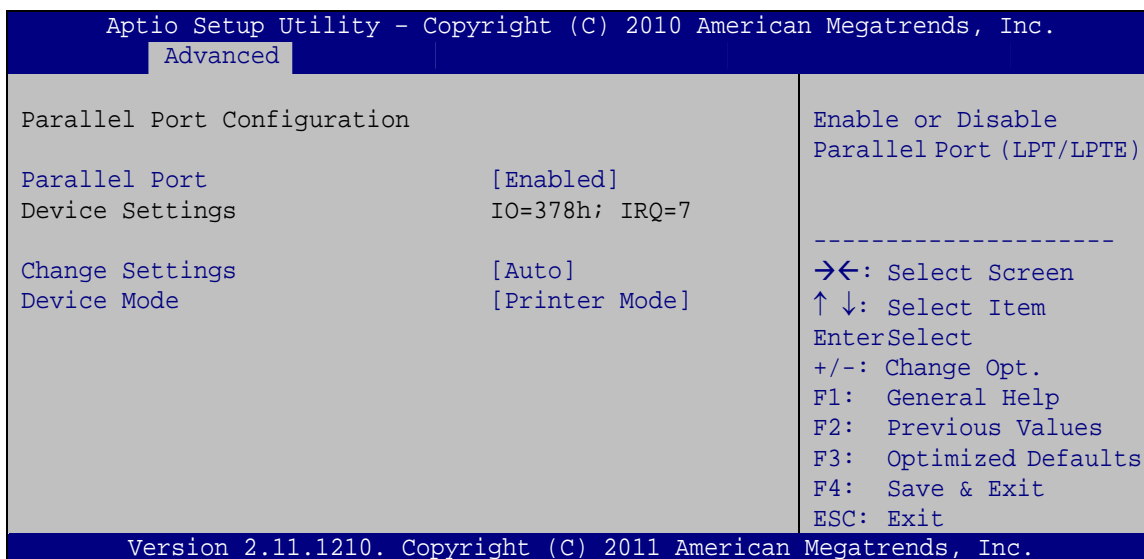 Aptio Setup Utility – Copyright (C) 2010 American Megatrends, Inc.
Advanced
Parallel Port Configuration
Parallel Port [Enabled]
Device Settings IO=378h; IRQ=7
Change Settings [Auto]
Device Mode [Printer Mode]
Enable or Disable
Parallel Port (LPT/LPTE)
---------------------
→←: Select Screen
↑ ↓: Select Item
EnterSelect
+/-: Change Opt.
F1: General Help
F2: Previous Values
F3: Optimized Defaults
F4: Save & Exit
ESC: Exit
Version 2.11.1210. Copyright (C) 2011 American Megatrends, Inc.